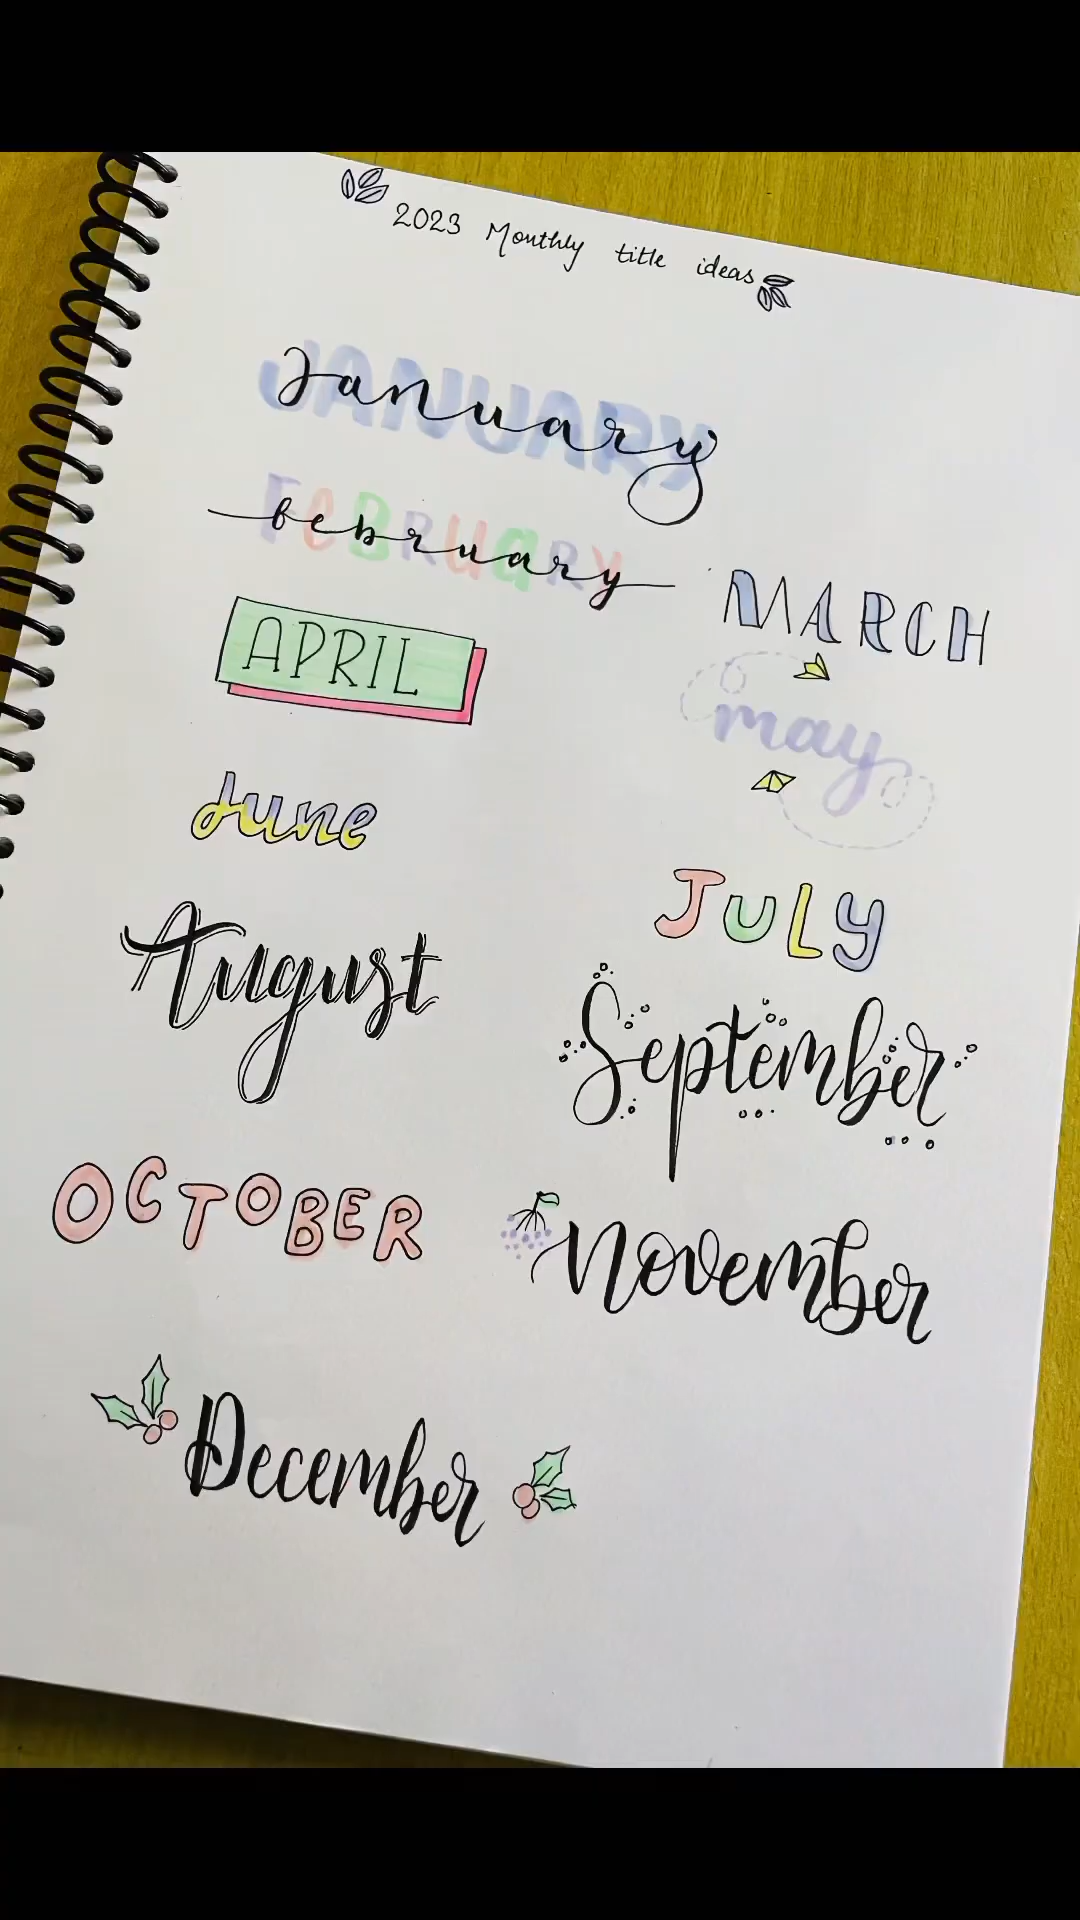 2023 Monthly title ideas
JANUARY
January
FeBRUaRY
february
MARCH
APRIL
may
June
JULY
August
September
OCTOBER
November
December